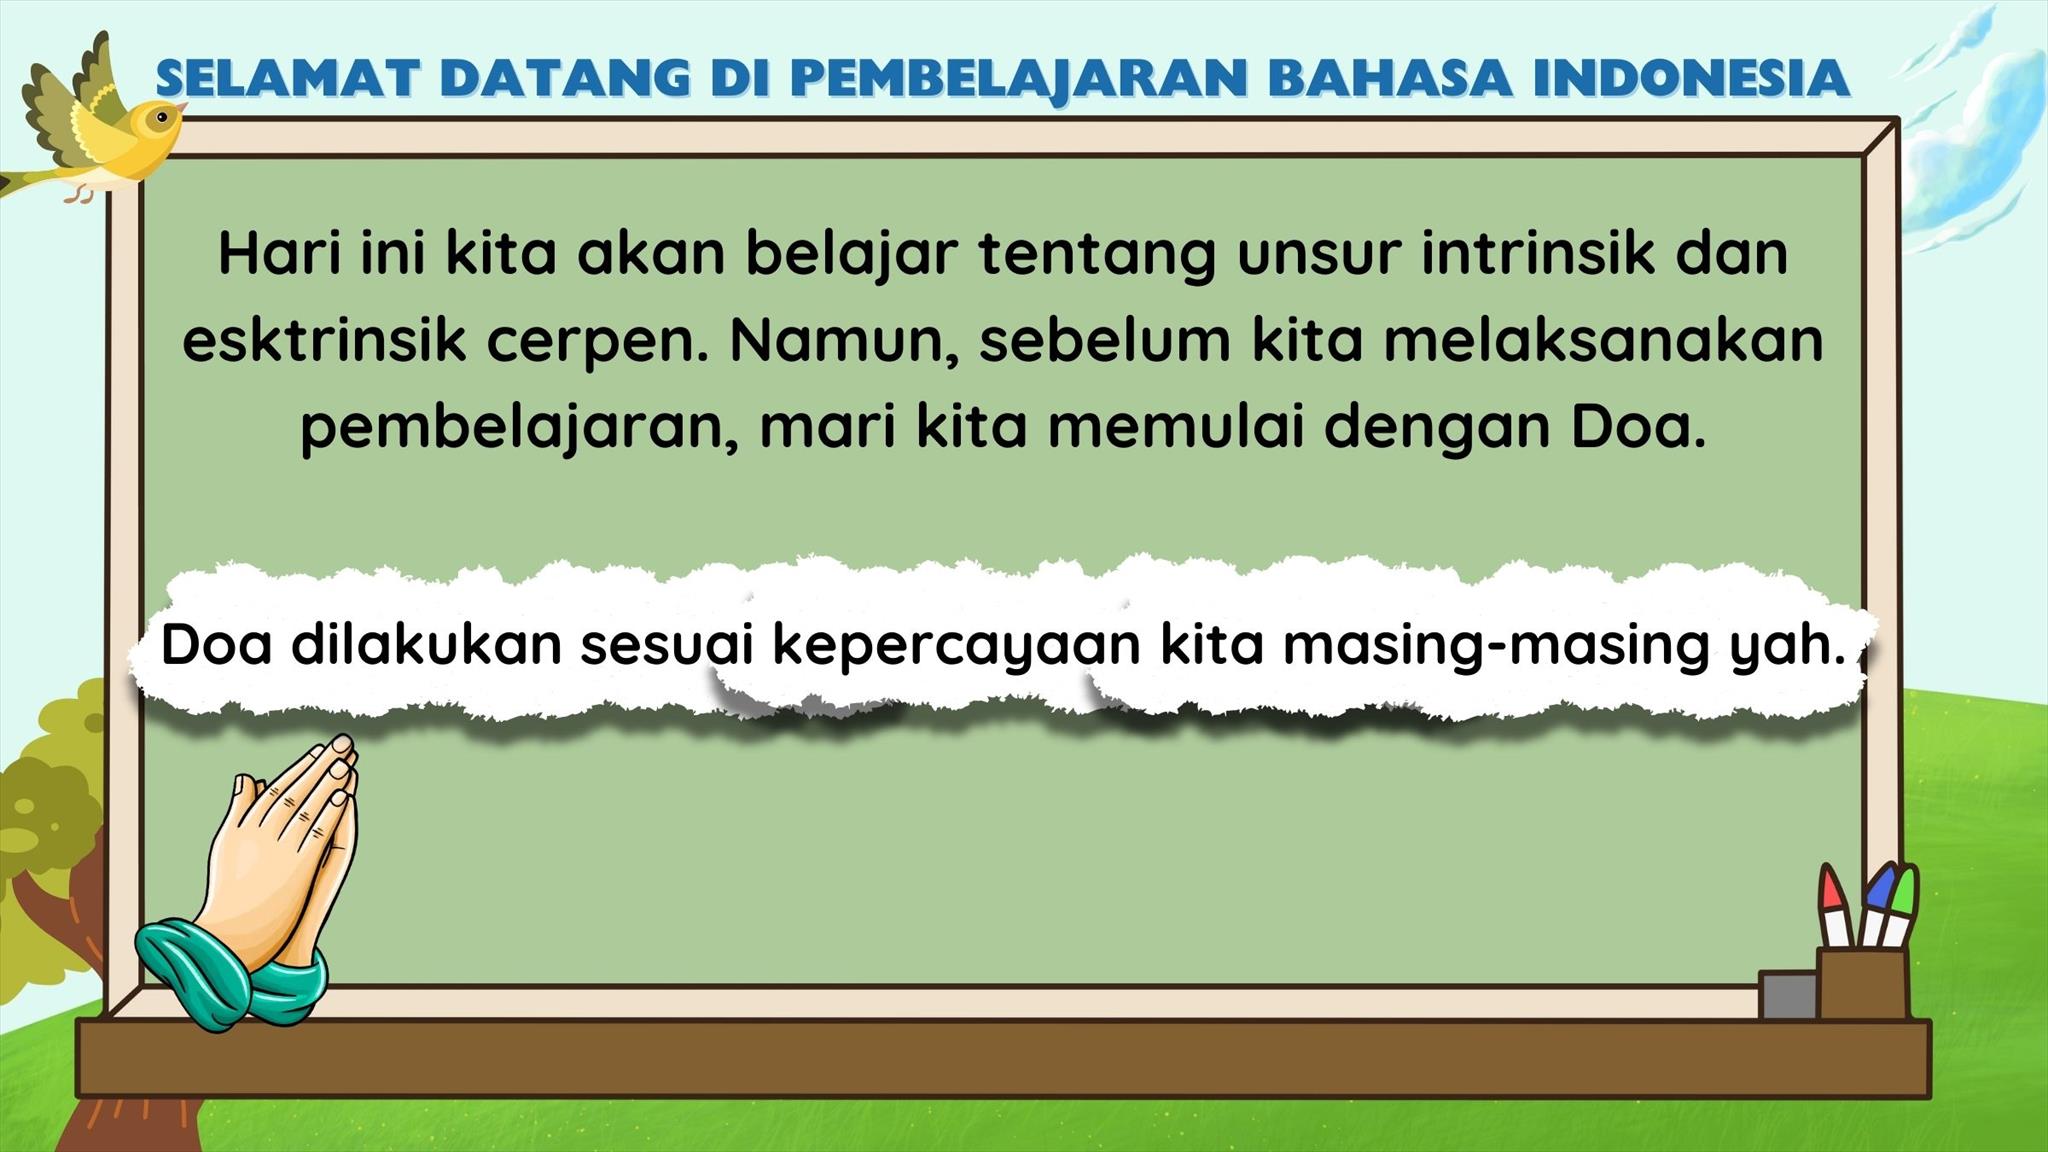 SELAMAT DATANG DI PEMBELAJARAN BAHASA INDONESIA
Hari ini kita akan belajar tentang unsur intrinsik dan
esktrinsik cerpen. Namun, sebelum kita melaksanakan
pembelajaran, mari kita memulai dengan Doa.
Doa dilakukan sesuai kepercayaan kita masing-masing yah.